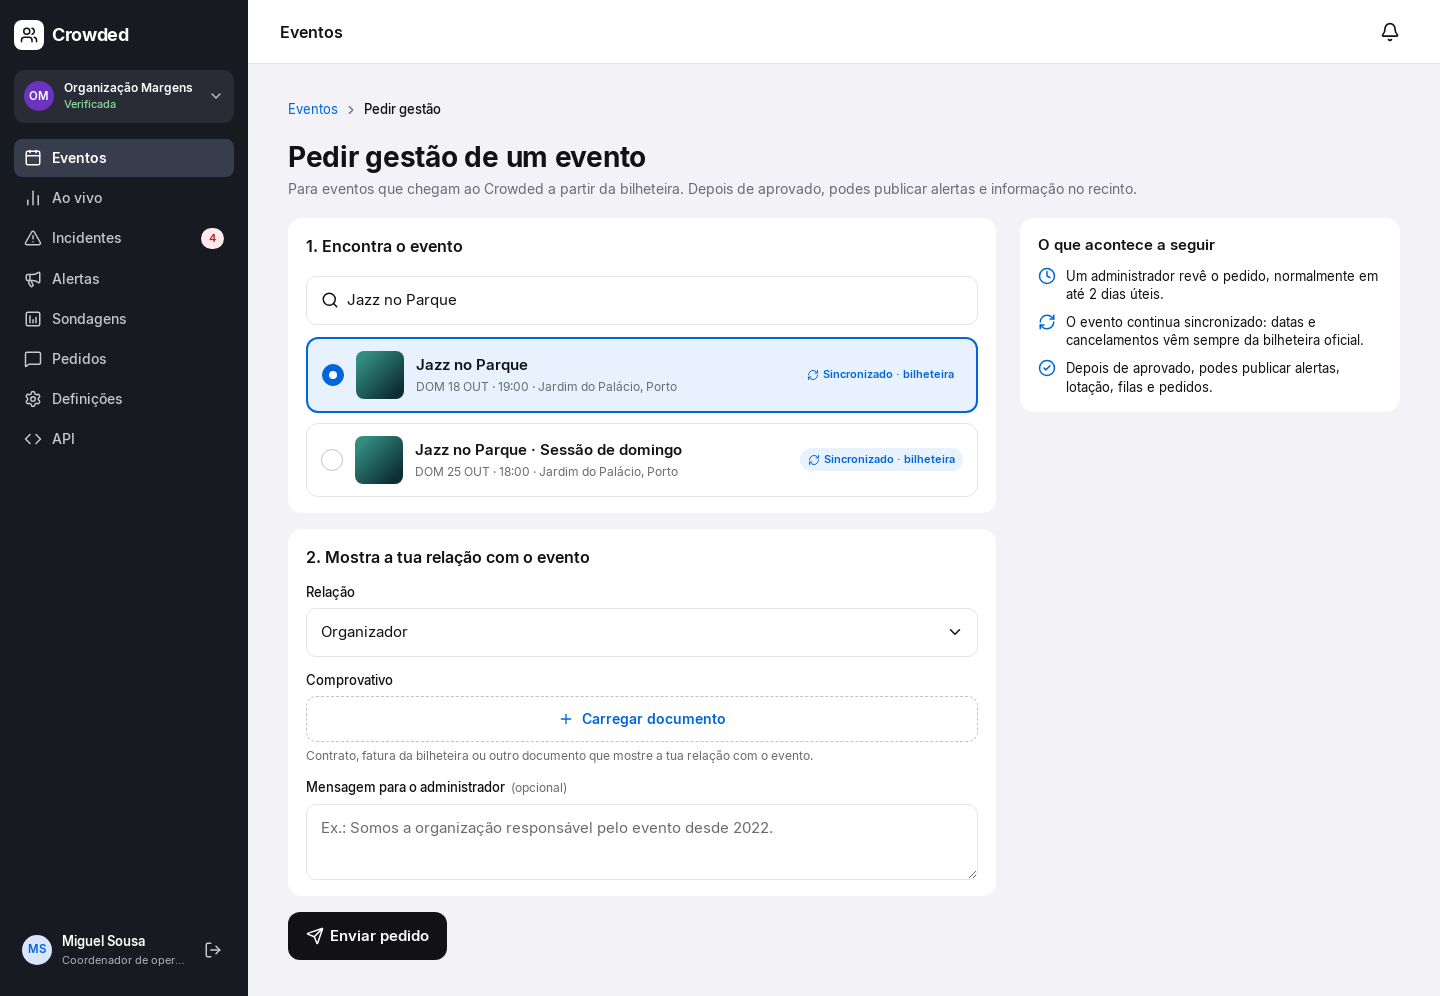 Crowded
OM
Organização Margens
Verificada
Eventos
Ao vivo
Incidentes
4
Alertas
Sondagens
Pedidos
Definições
API
MS
Miguel Sousa
Coordenador de oper...
Eventos
Eventos > Pedir gestão
Pedir gestão de um evento
Para eventos que chegam ao Crowded a partir da bilheteira. Depois de aprovado, podes publicar alertas e informação no recinto.
1. Encontra o evento
Jazz no Parque
Jazz no Parque
DOM 18 OUT · 19:00 · Jardim do Palácio, Porto
Sincronizado · bilheteira
Jazz no Parque · Sessão de domingo
DOM 25 OUT · 18:00 · Jardim do Palácio, Porto
Sincronizado · bilheteira
2. Mostra a tua relação com o evento
Relação
Organizador
Comprovativo
Carregar documento
Contrato, fatura da bilheteira ou outro documento que mostre a tua relação com o evento.
Mensagem para o administrador (opcional)
Ex.: Somos a organização responsável pelo evento desde 2022.
Enviar pedido
O que acontece a seguir
Um administrador revê o pedido, normalmente em
até 2 dias úteis.
O evento continua sincronizado: datas e
cancelamentos vêm sempre da bilheteira oficial.
Depois de aprovado, podes publicar alertas,
lotação, filas e pedidos.